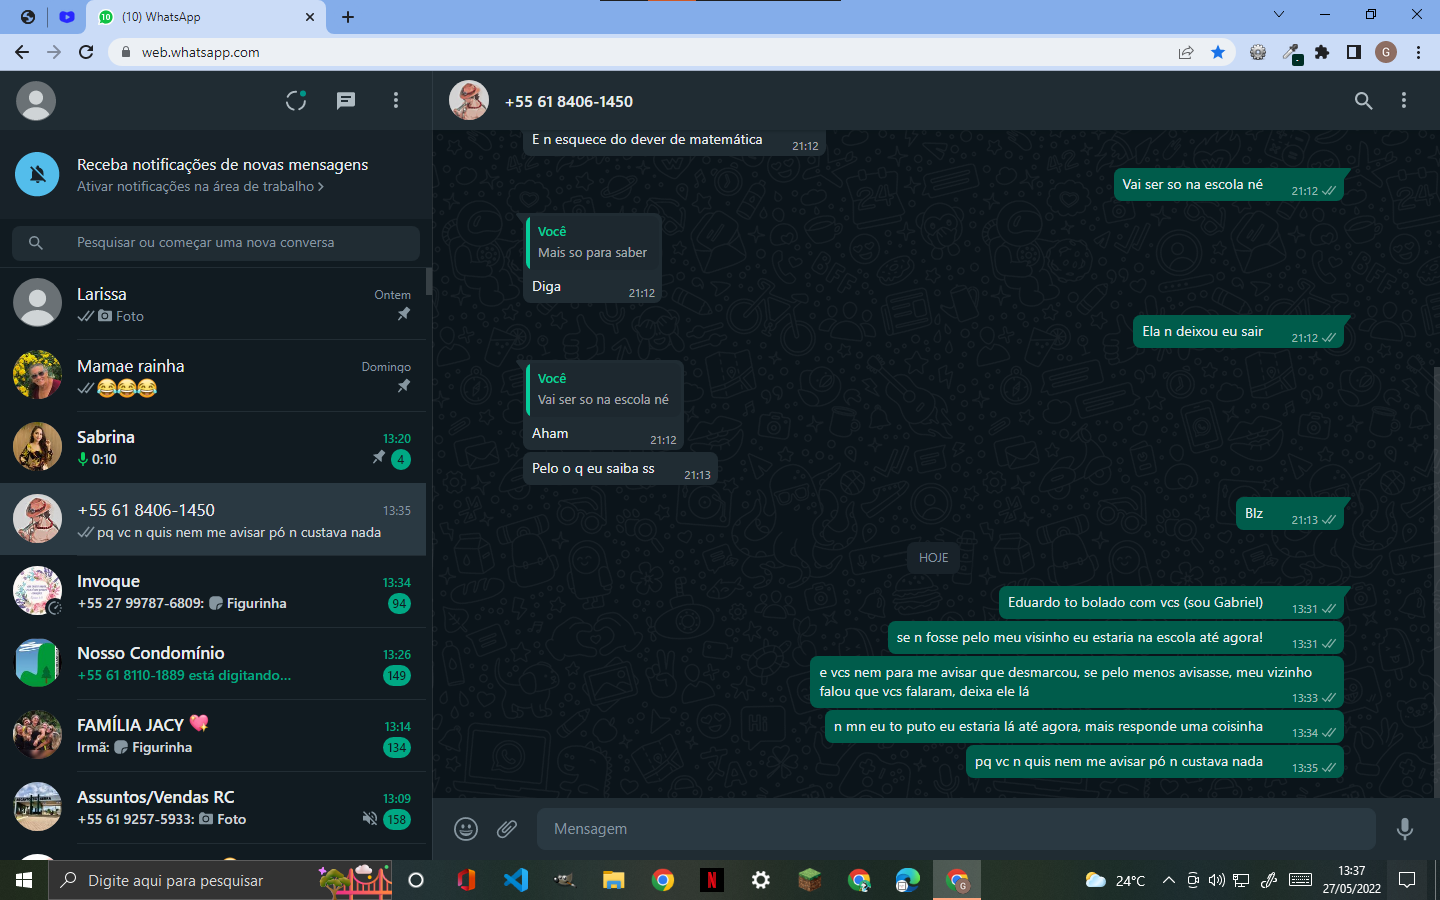 (10) WhatsApp
web.whatsapp.com
G
+55 61 8406-1450
Receba notificações de novas mensagens
Ativar notificações na área de trabalho
Pesquisar ou começar uma nova conversa
Larissa
Ontem
Foto
Mamae rainha
Domingo
Sabrina
13:20
0:10
4
+55 61 8406-1450
13:35
pq vc n quis nem me avisar pó n custava nada
Invoque
13:34
+55 27 99787-6809: Figurinha
94
Nosso Condomínio
13:26
+55 61 8110-1889 está digitando...
149
FAMÍLIA JACY
13:14
Irmã: Figurinha
134
Assuntos/Vendas RC
13:09
+55 61 9257-5933: Foto
158
E n esquece do dever de matemática
21:12
Vai ser so na escola né
21:12
Você
Mais so para saber
Diga
21:12
Ela n deixou eu sair
21:12
Você
Vai ser so na escola né
Aham
21:12
Pelo o q eu saiba ss
21:13
Blz
21:13
HOJE
Eduardo to bolado com vcs (sou Gabriel)
13:31
se n fosse pelo meu visinho eu estaria na escola até agora!
13:31
e vcs nem para me avisar que desmarcou, se pelo menos avisasse, meu vizinho
falou que vcs falaram, deixa ele lá
13:33
n mn eu to puto eu estaria lá até agora, mais responde uma coisinha
13:34
pq vc n quis nem me avisar pó n custava nada
13:35
Mensagem
Digite aqui para pesquisar
24°C
13:37
27/05/2022